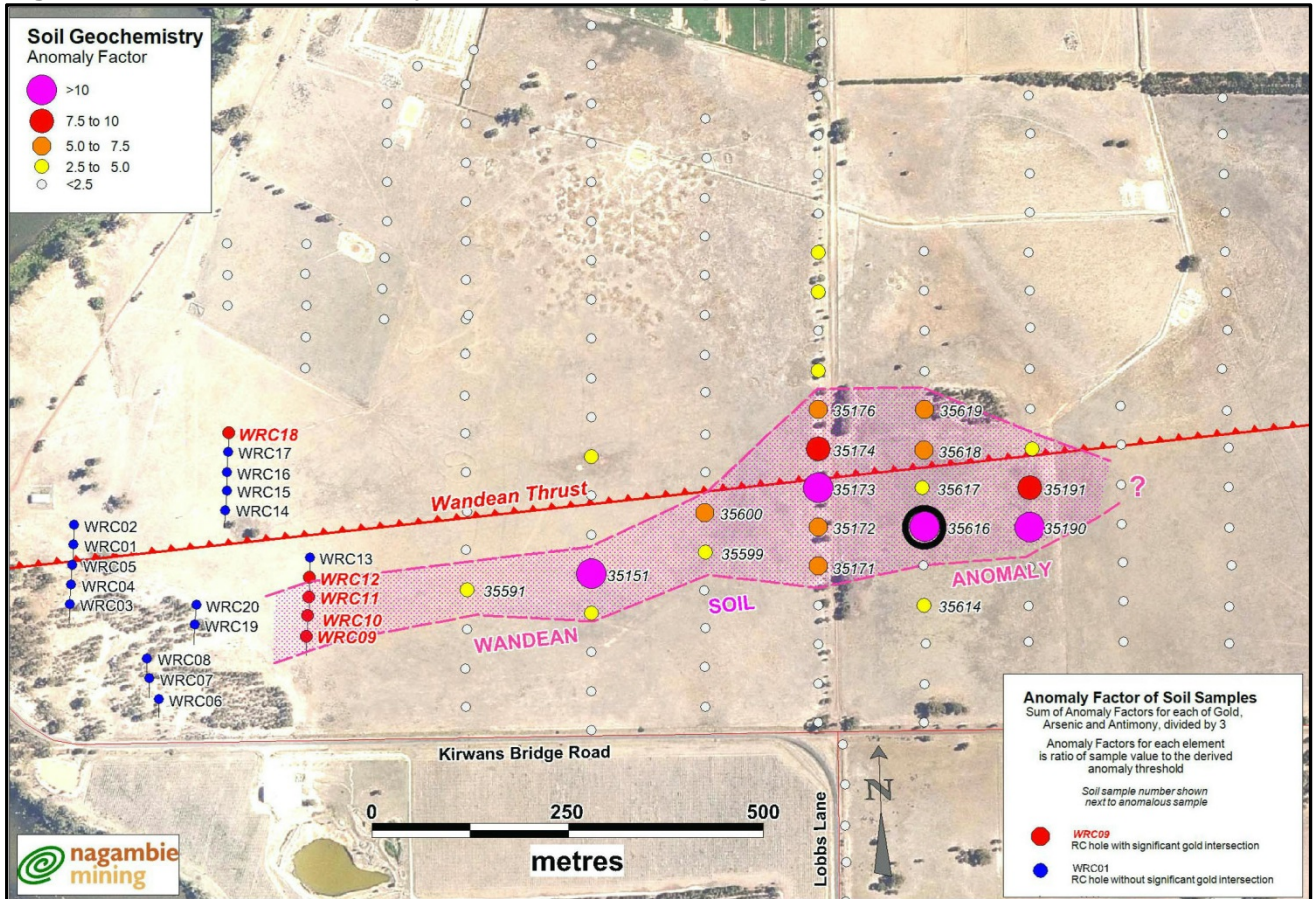 Soil Geochemistry
Anomaly Factor
>10
7.5 to 10
5.0 to 7.5
2.5 to 5.0
<2.5
WRC18
WRC17
WRC16
WRC15
WRC14
WRC02
WRC01
WRC05
WRC04
WRC03
WRC13
WRC12
WRC11
WRC10
WRC09
WRC20
WRC19
WRC08
WRC07
WRC06
Wandean Thrust
35176
35619
35174
35618
35173
35617
35191
?
35600
35172
35616
35190
35599
35171
35151
35591
35614
WANDEAN
SOIL
ANOMALY
Kirwans Bridge Road
Lobbs Lane
N
0
250
500
metres
nagambie
mining
Anomaly Factor of Soil Samples
Sum of Anomaly Factors for each of Gold,
Arsenic and Antimony, divided by 3
Anomaly Factors for each element
is ratio of sample value to the derived
anomaly threshold
Soil sample number shown
next to anomalous sample
WRC09
RC hole with significant gold intersection
WRC01
RC hole without significant gold intersection